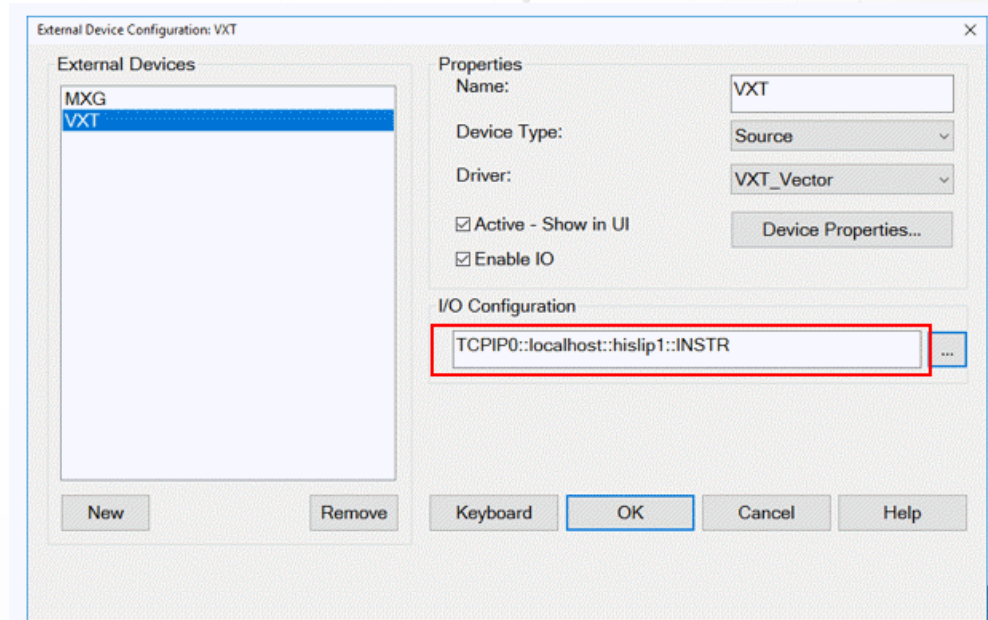 External Device Configuration: VXT
External Devices
MXG
VXT
New
Remove
Properties
Name:
VXT
Device Type:
Source
Driver:
VXT_Vector
Active - Show in UI
Device Properties...
Enable IO
I/O Configuration
TCPIP0::localhost::hislip1::INSTR
...
Keyboard
OK
Cancel
Help